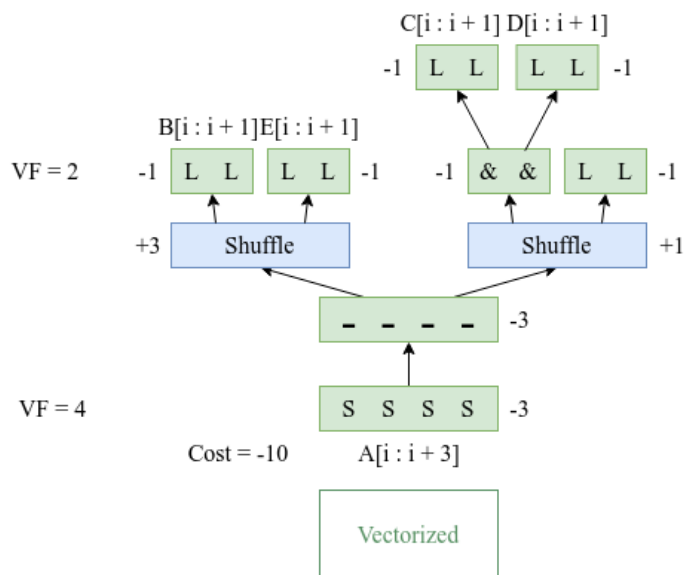 C[i : i + 1] D[i : i + 1]
-1 L L L L -1
B[i : i + 1]E[i : i + 1]
VF = 2 -1 L L L L -1 -1 & & L L -1
+3 Shuffle Shuffle +1
- - - - -3
VF = 4 S S S S -3
Cost = -10 A[i : i + 3]
Vectorized